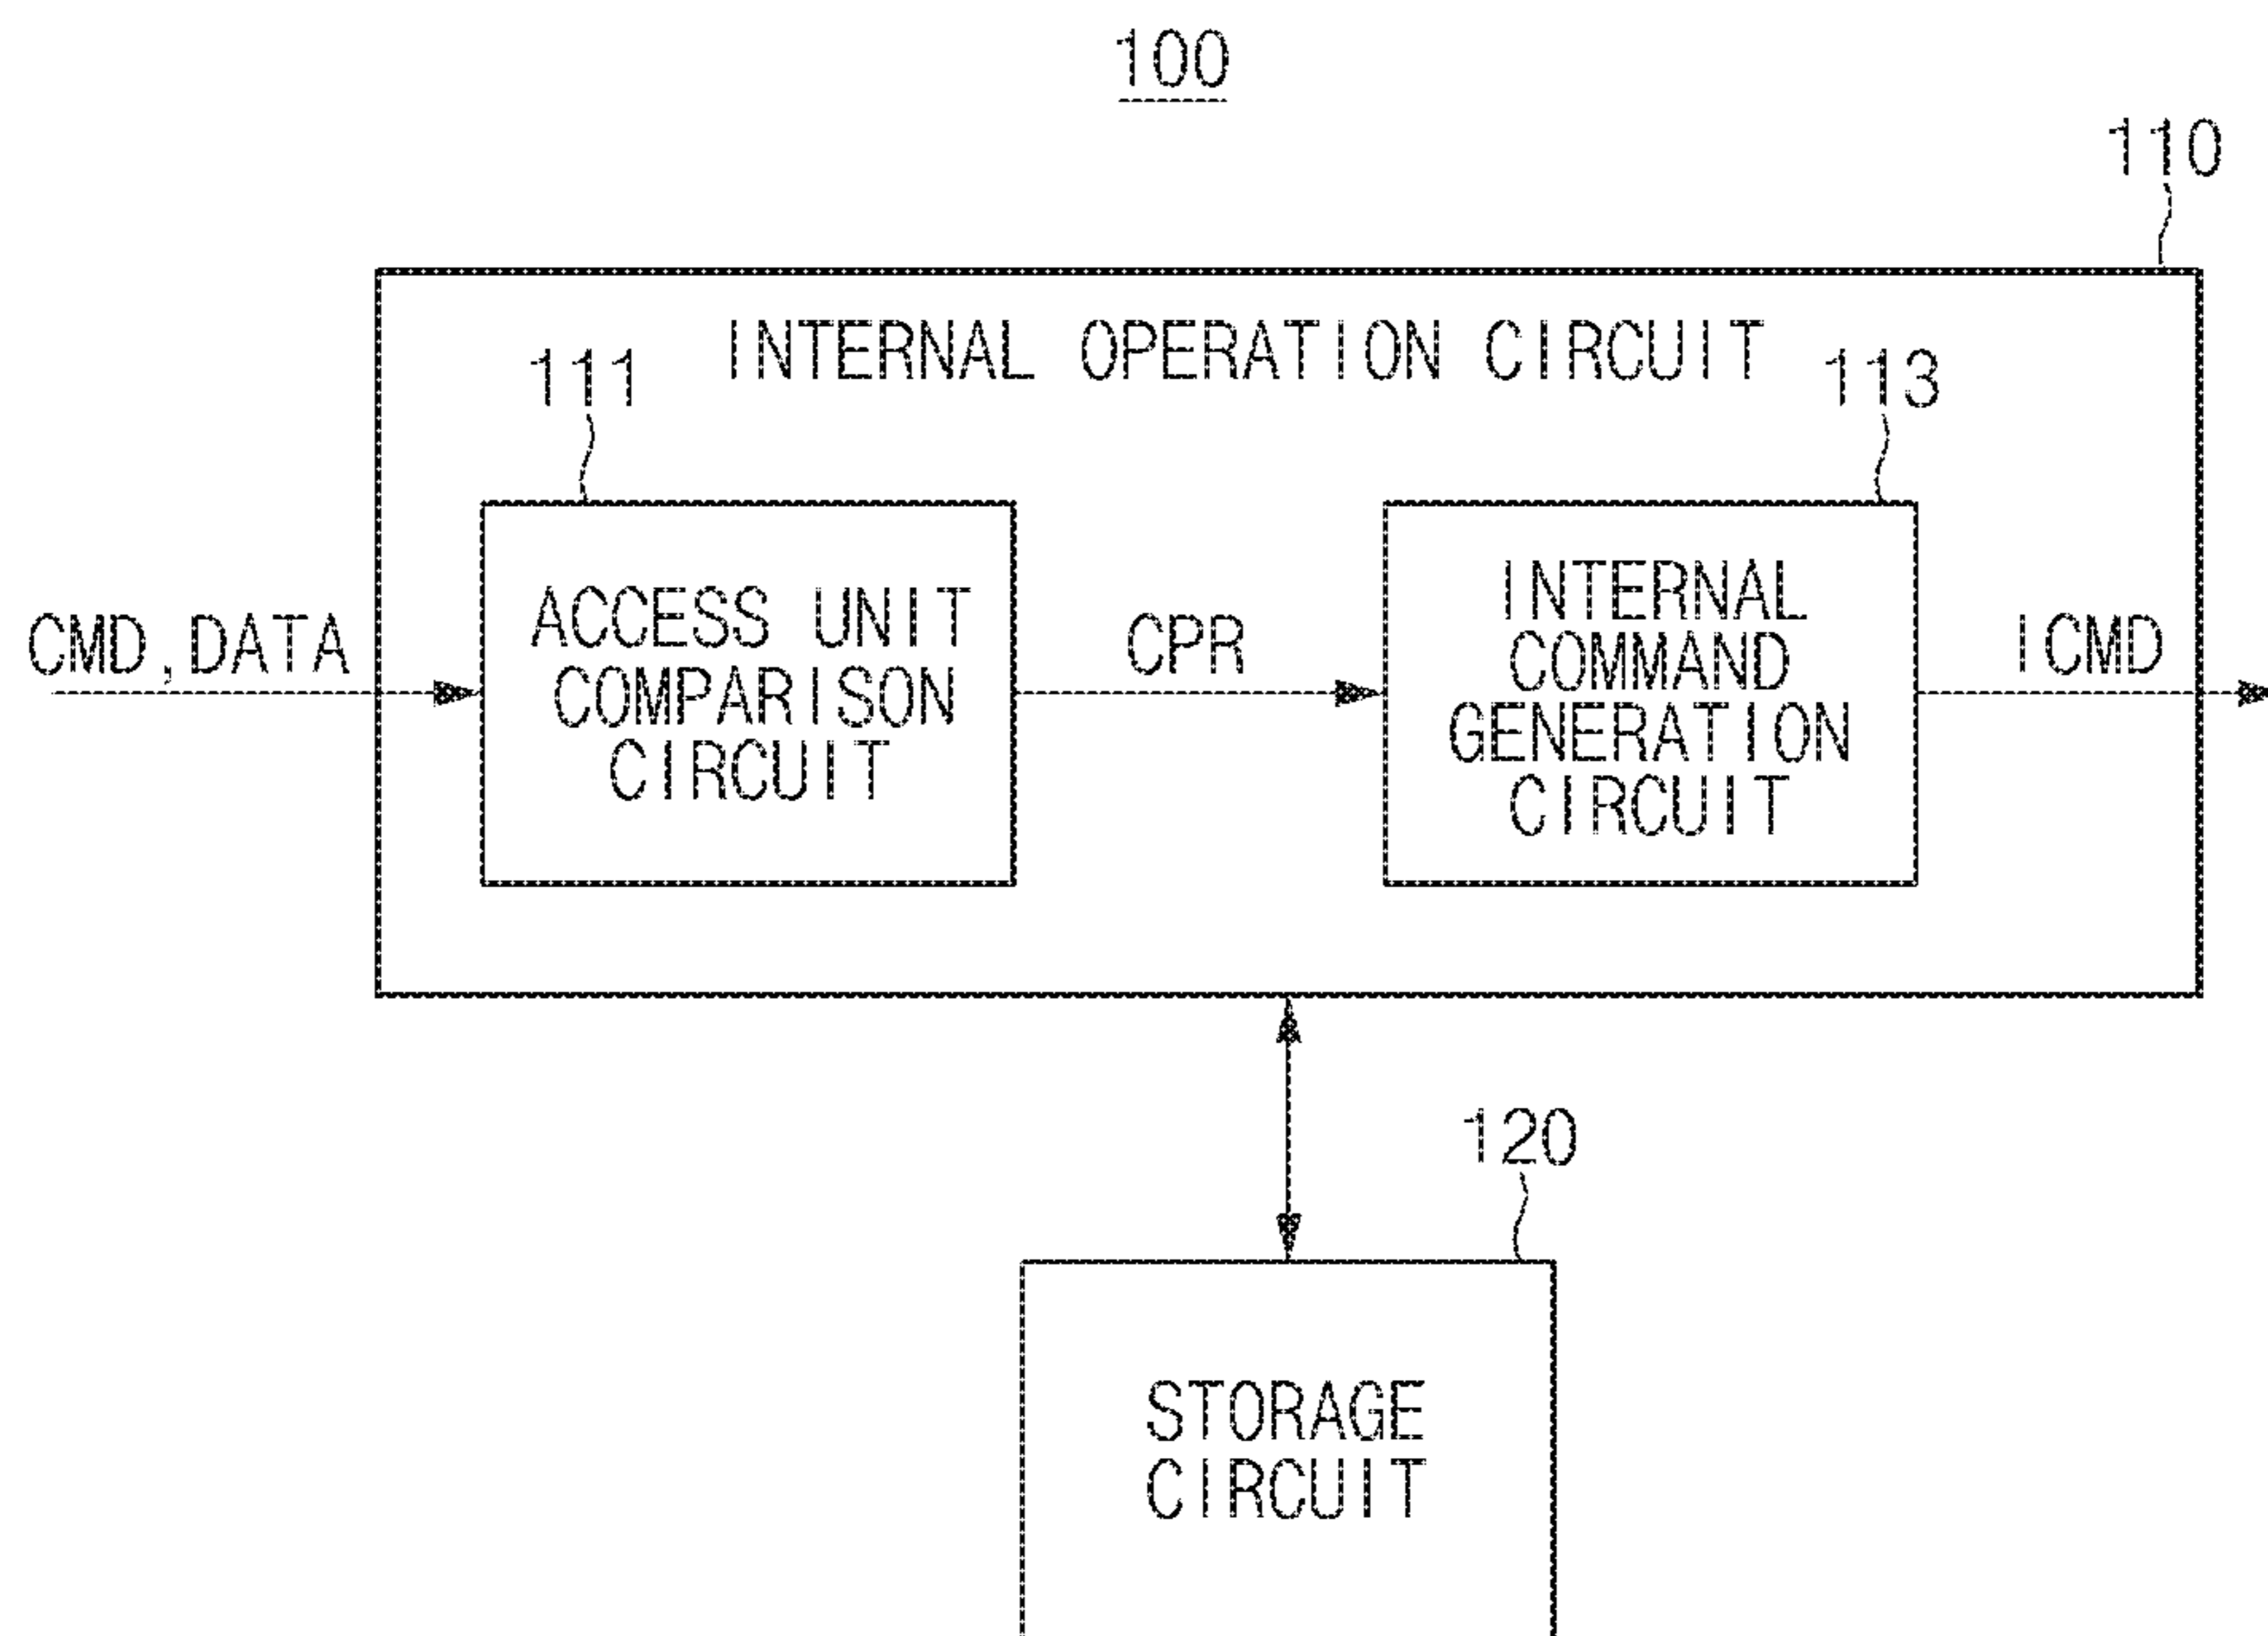 100
110
INTERNAL OPERATION CIRCUIT
111
113
CMD,DATA
ACCESS UNIT
COMPARISON
CIRCUIT
CPR
INTERNAL
COMMAND
GENERATION
CIRCUIT
ICMD
120
STORAGE
CIRCUIT